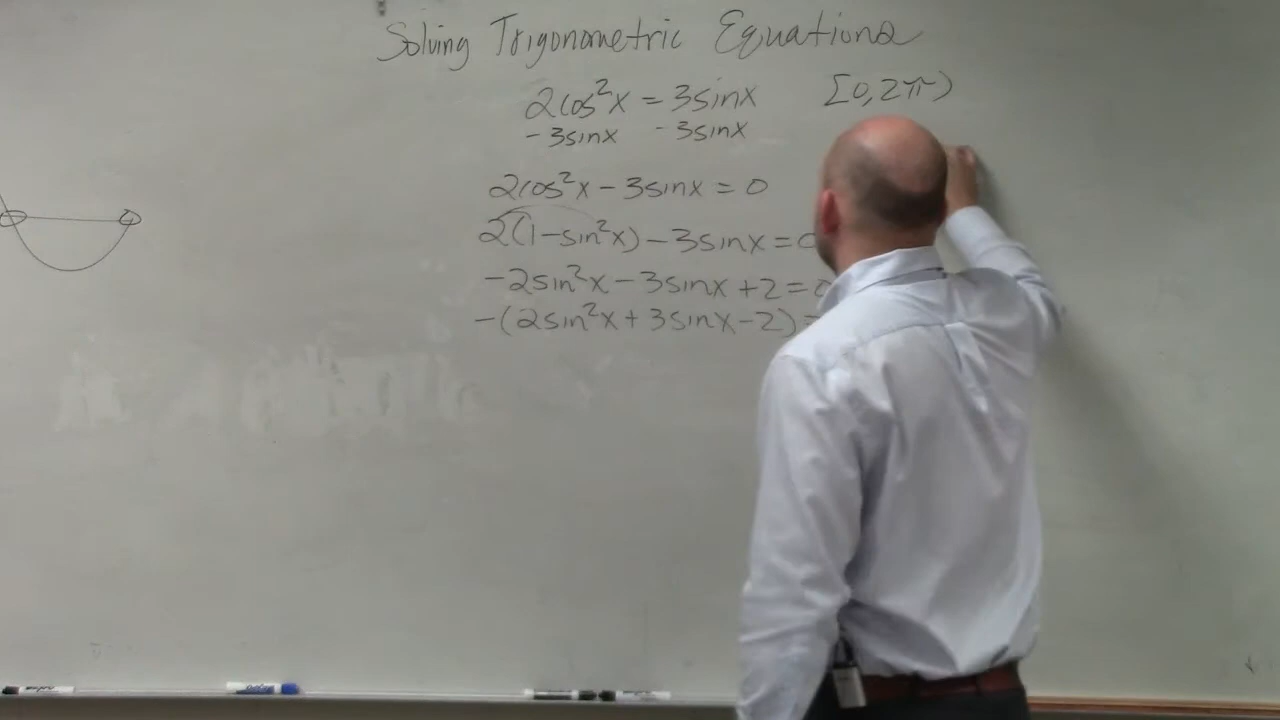 Solving Trigonometric Equations
2cos²x = 3sinx [0,2π)
-3sinx -3sinx
2cos²x - 3sinx = 0
2(1-sin²x) - 3sinx = 0
-2sin²x - 3sinx + 2 = 0
-(2sin²x + 3sinx - 2) =